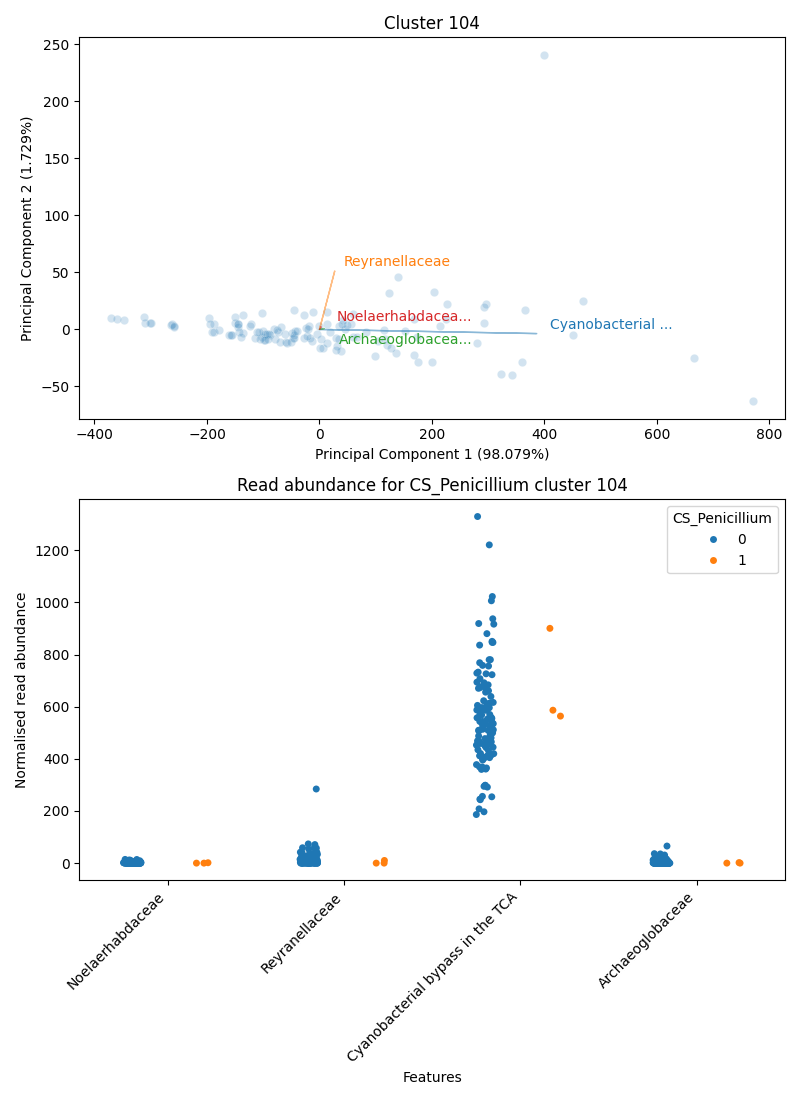 Cluster 104
Principal Component 2 (1.729%)
250
200
150
100
50
0
−50
Reyranellaceae
Noelaerhabdacea...
Cyanobacterial ...
Archaeoglobacea...
−400
−200
0
200
400
600
800
Principal Component 1 (98.079%)
Read abundance for CS_Penicillium cluster 104
Normalised read abundance
1200
1000
800
600
400
200
0
CS_Penicillium
0
1
Noelaerhabdaceae
Reyranellaceae
Cyanobacterial bypass in the TCA
Archaeoglobaceae
Features